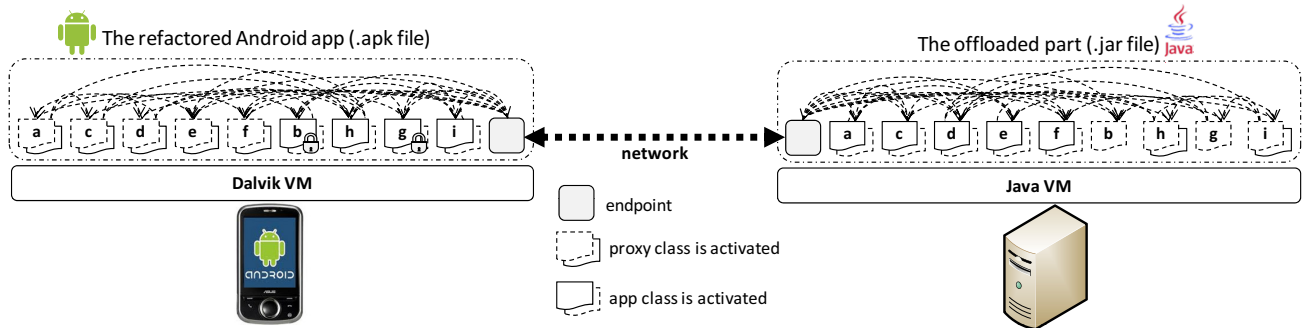 The refactored Android app (.apk file)
The offloaded part (.jar file)
Java
a c d e f b h g i
a c d e f b h g i
network
Dalvik VM
Java VM
endpoint
proxy class is activated
app class is activated
ANDROID
ASUS